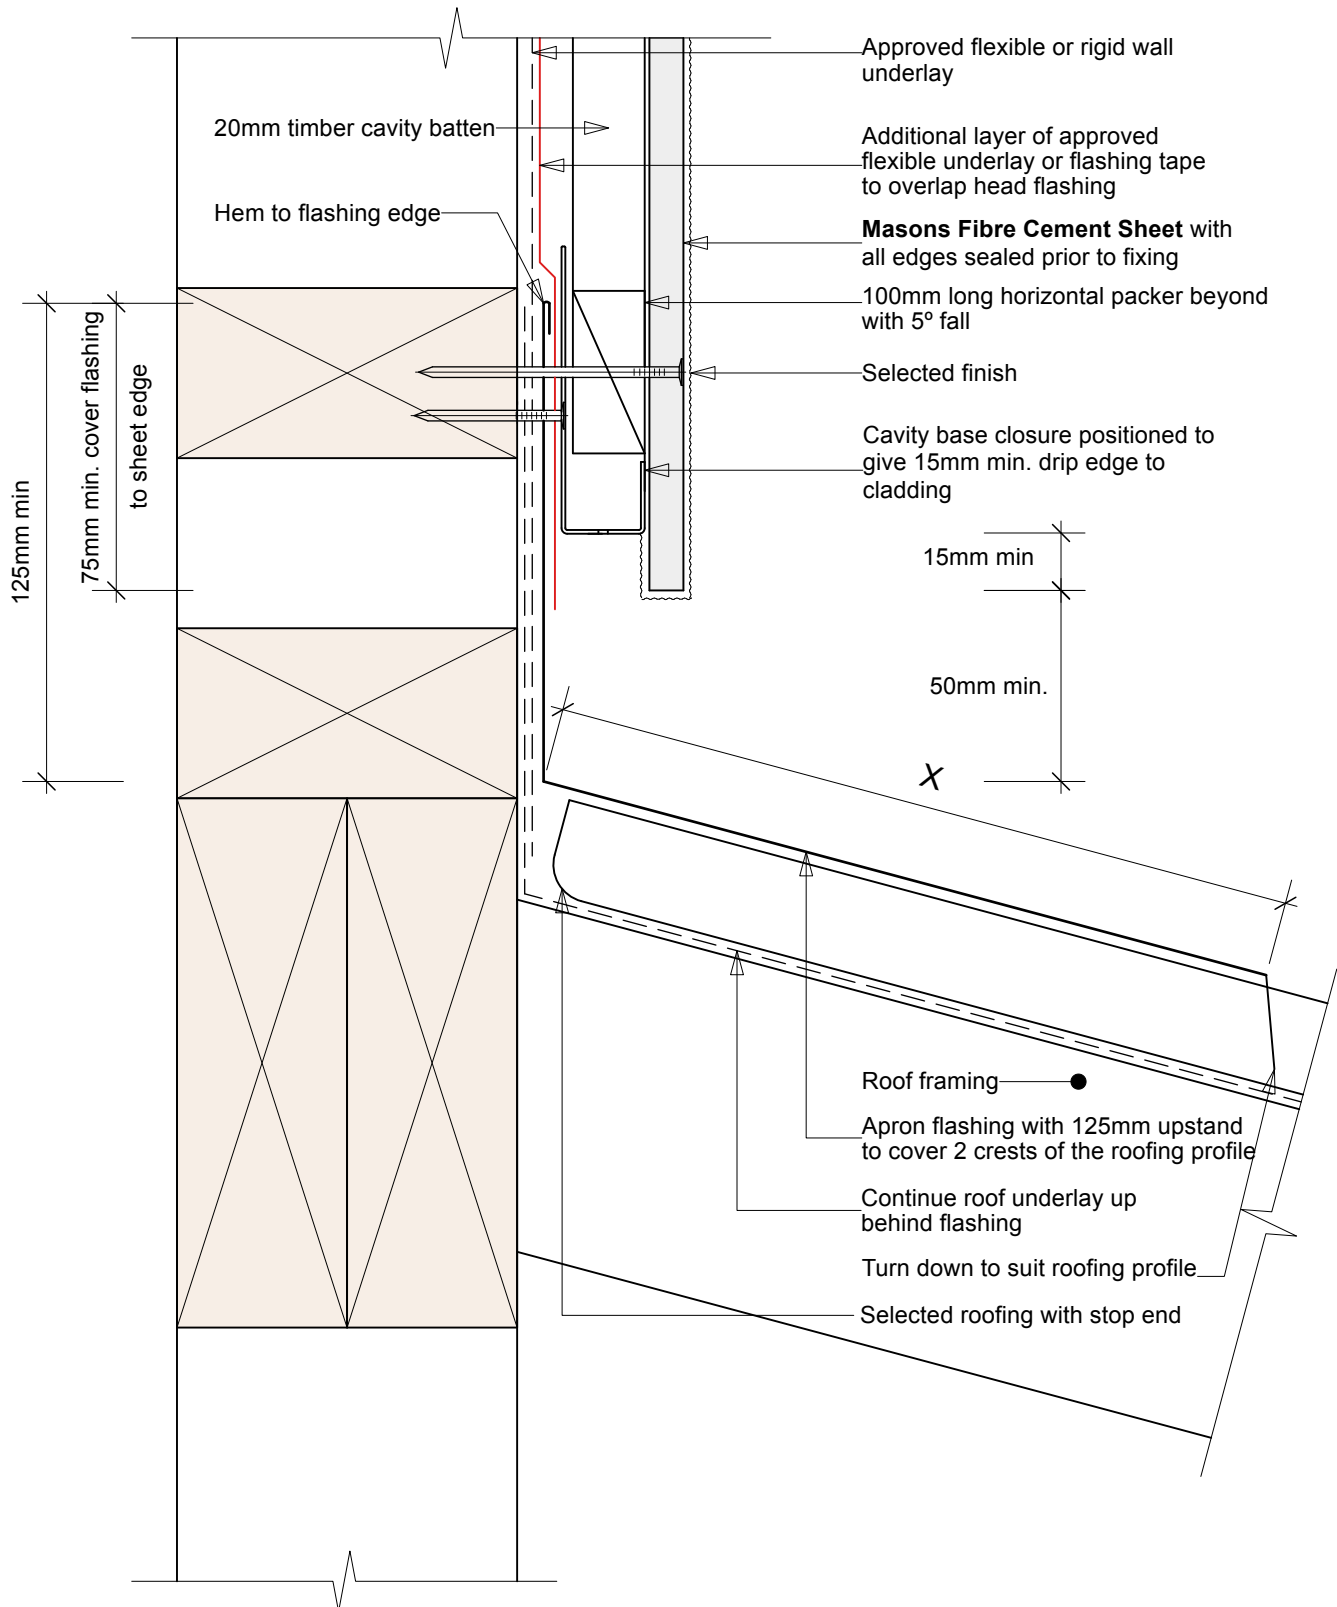 Approved flexible or rigid wall
underlay
20mm timber cavity batten
Additional layer of approved
flexible underlay or flashing tape
to overlap head flashing
Hem to flashing edge
Masons Fibre Cement Sheet with
all edges sealed prior to fixing
100mm long horizontal packer beyond
with 5º fall
Selected finish
Cavity base closure positioned to
give 15mm min. drip edge to
cladding
125mm min
75mm min. cover flashing
to sheet edge
15mm min
50mm min.
X
Roof framing
Apron flashing with 125mm upstand
to cover 2 crests of the roofing profile
Continue roof underlay up
behind flashing
Turn down to suit roofing profile
Selected roofing with stop end